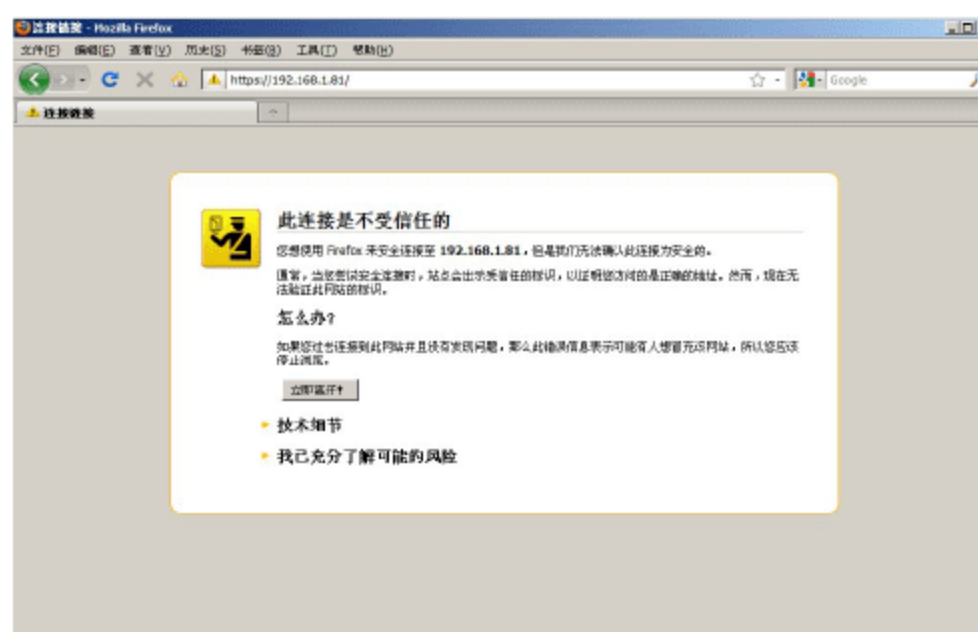 连接链接 - Mozilla Firefox
文件(F) 编辑(E) 查看(V) 历史(S) 书签(B) 工具(T) 帮助(H)
https://192.168.1.81/ Google
连接链接
此连接是不受信任的
您想使用 Firefox 来安全连接至 192.168.1.81，但是我们无法确认此连接为安全的。
通常，当您尝试安全连接时，站点会出示受信任的标识，以证明您访问的是正确的地址。然而，现在无
法验证此网站的标识。
怎么办?
如果您过去连接到此网站并且没有发现问题，那么此错误信息表示可能有人想冒充该网站，所以您应该
停止浏览。
立即离开!
技术细节
我已充分了解可能的风险